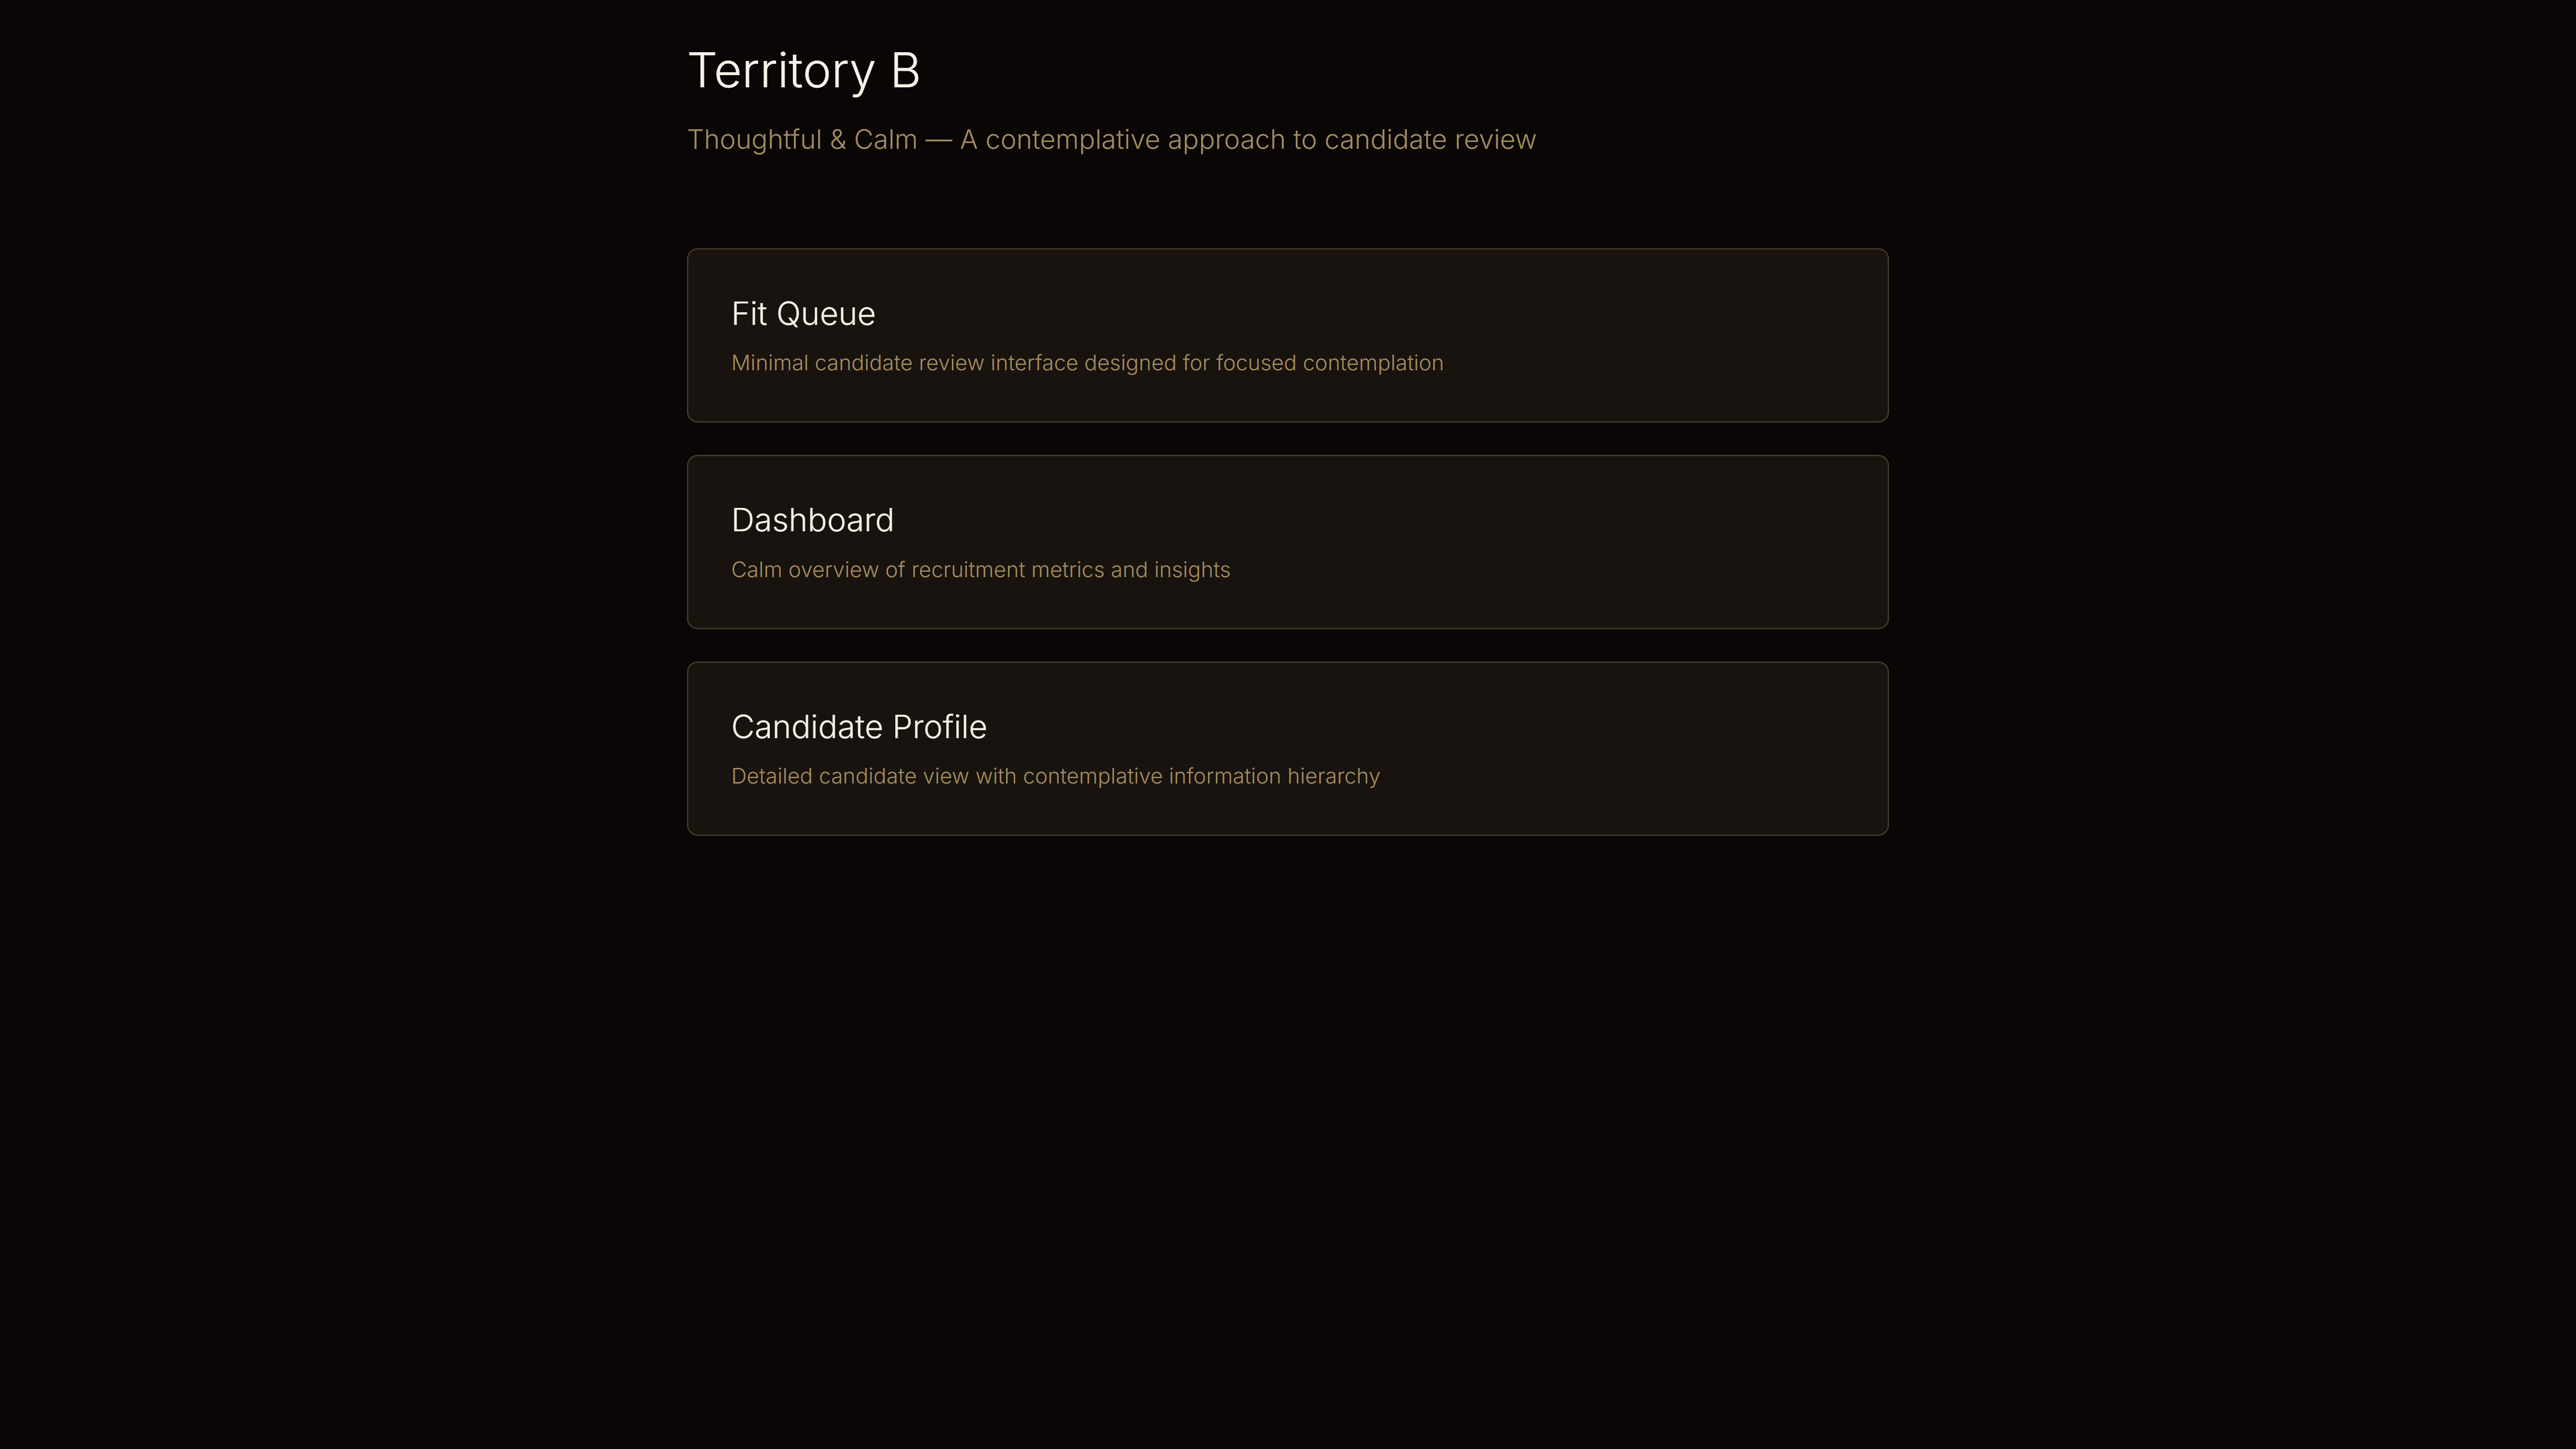 Territory B
Thoughtful & Calm — A contemplative approach to candidate review
Fit Queue
Minimal candidate review interface designed for focused contemplation
Dashboard
Calm overview of recruitment metrics and insights
Candidate Profile
Detailed candidate view with contemplative information hierarchy